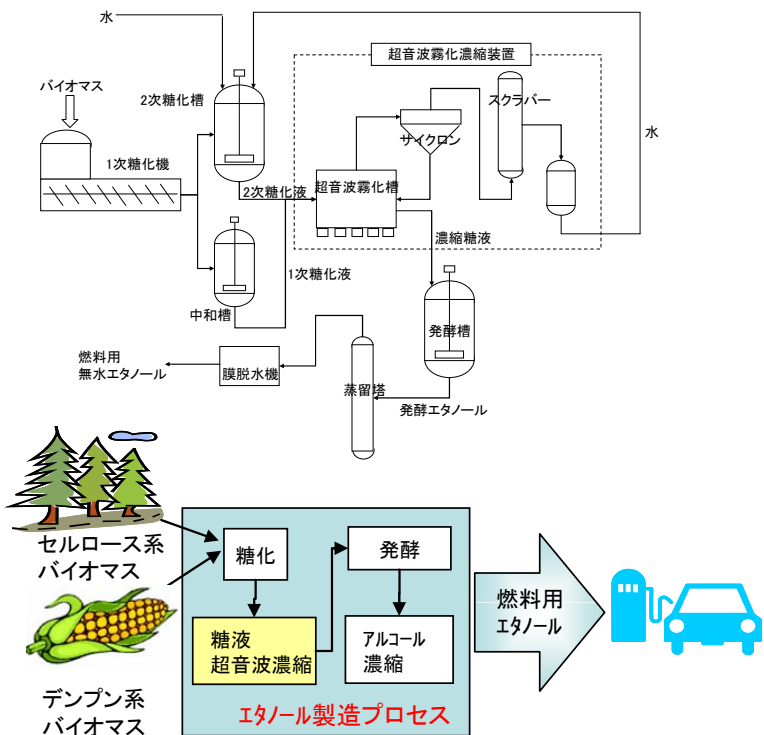 水
超音波霧化濃縮装置
バイオマス
2次糖化槽
スクラバー
サイクロン
水
1次糖化機
超音波霧化槽
2次糖化液
濃縮糖液
1次糖化液
中和槽
発酵槽
燃料用
無水エタノール
膜脱水機
蒸留塔
発酵エタノール
セルロース系
バイオマス
糖化
発酵
燃料用
エタノール
糖液
超音波濃縮
アルコール
濃縮
デンプン系
バイオマス
エタノール製造プロセス